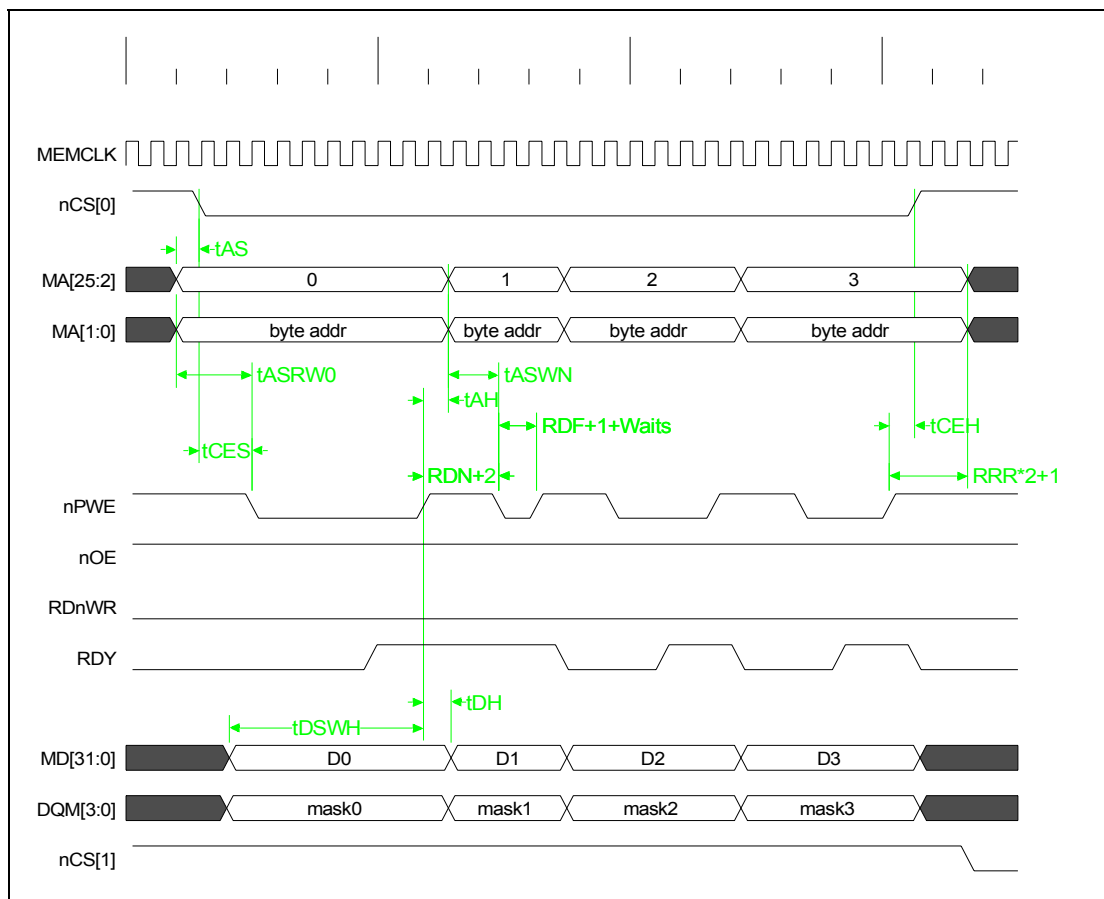 MEMCLK
nCS[0]
tAS
MA[25:2] 0 1 2 3
MA[1:0] byte addr byte addr byte addr byte addr
tASRW0 tASWN
tAH
RDF+1+Waits
tCEH
tCES
RDN+2 RRR*2+1
nPWE
nOE
RDnWR
RDY
tDH
tDSWH
MD[31:0] D0 D1 D2 D3
DQM[3:0] mask0 mask1 mask2 mask3
nCS[1]